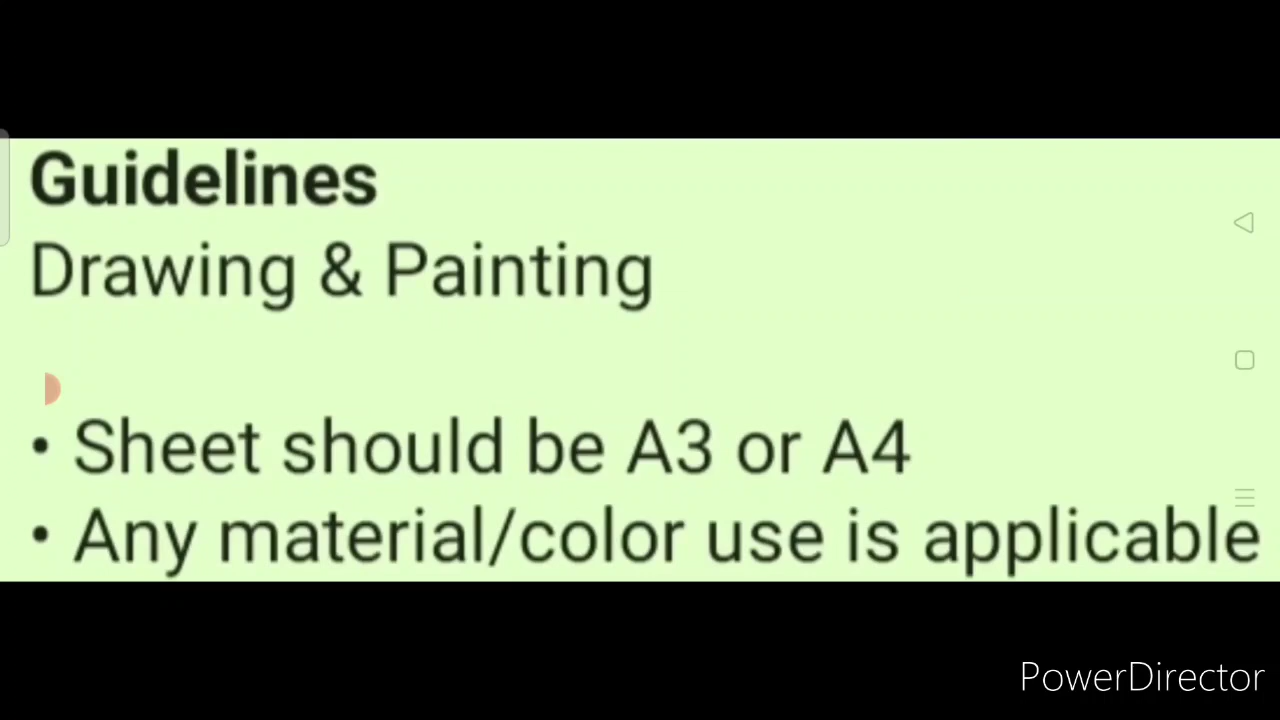 Guidelines
Drawing & Painting
• Sheet should be A3 or A4
• Any material/color use is applicable
PowerDirector